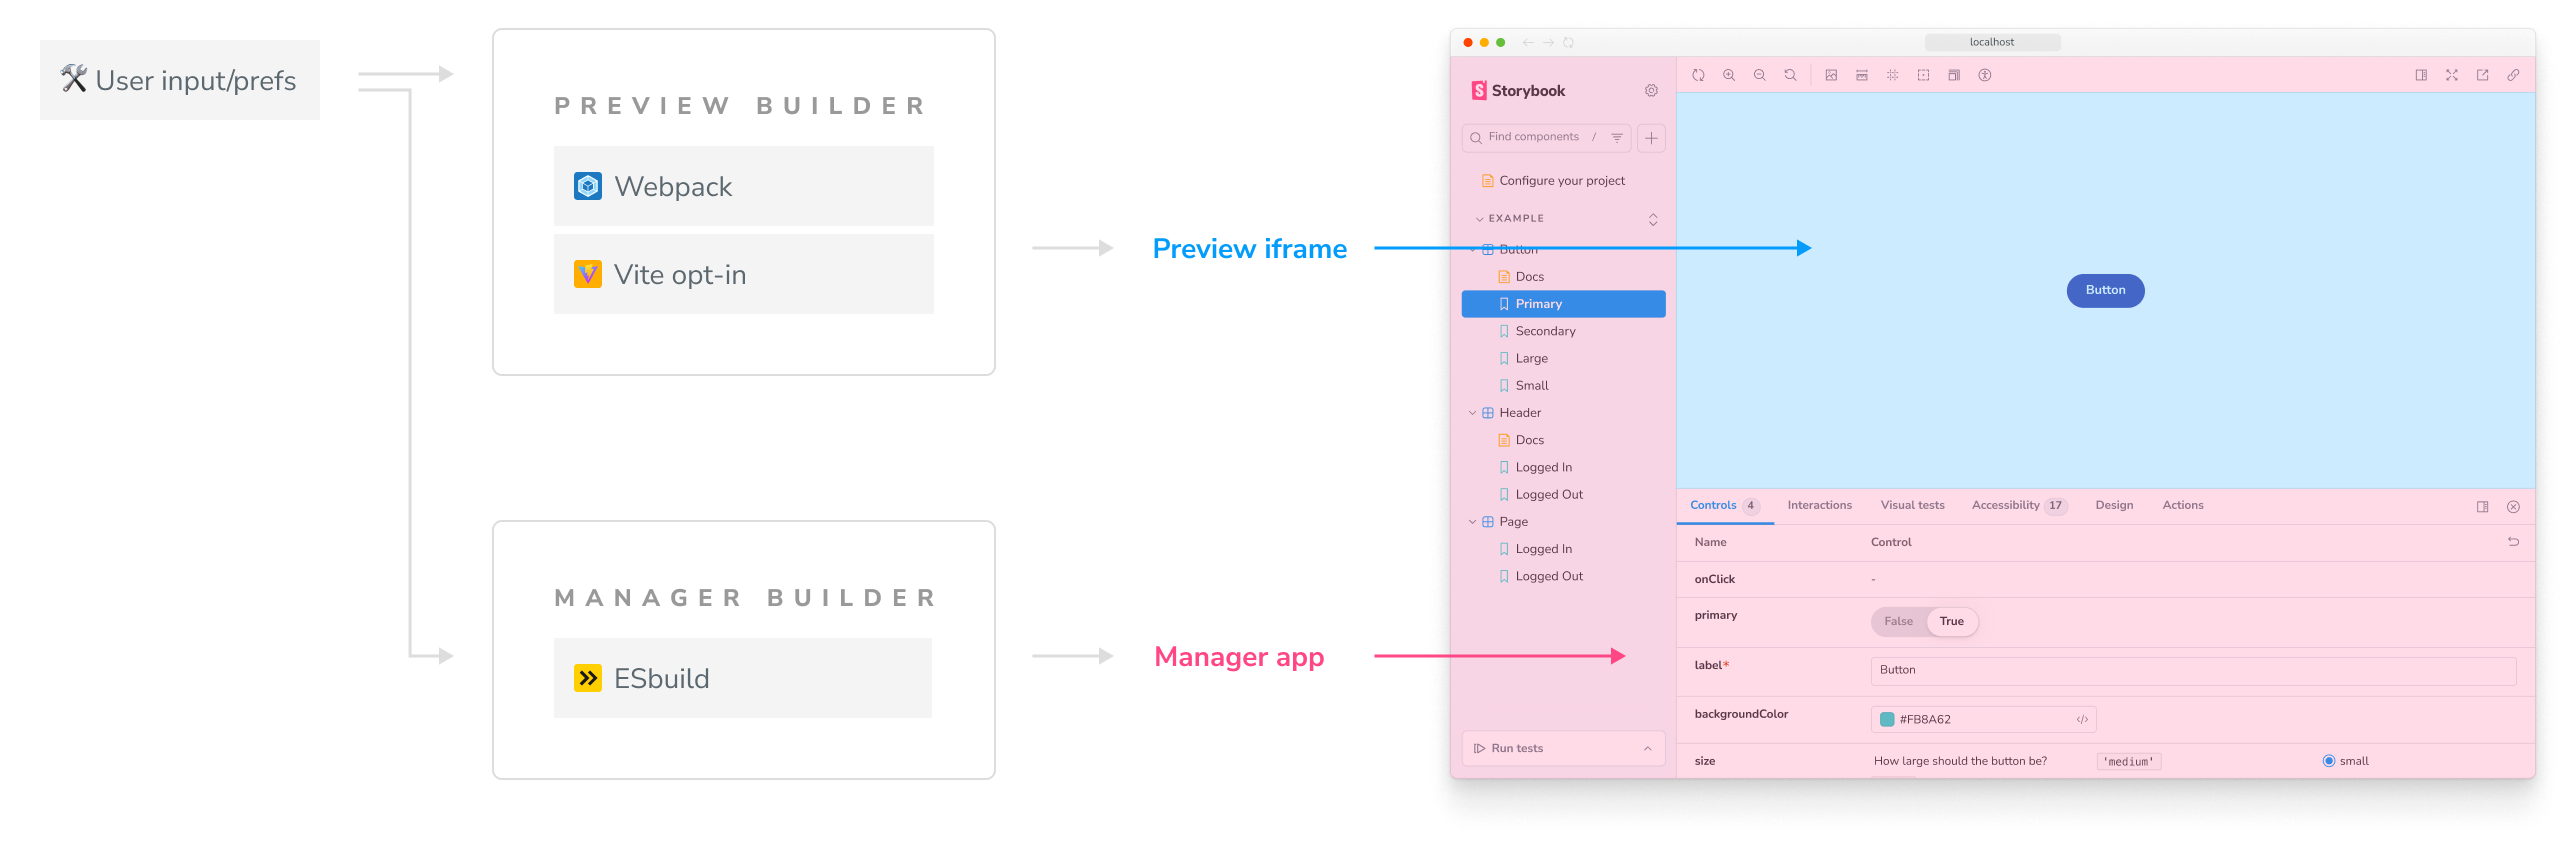 User input/prefs
PREVIEW BUILDER
Webpack
Vite opt-in
MANAGER BUILDER
ESbuild
Preview iframe
Manager app
localhost
Storybook
Find components /
Configure your project
EXAMPLE
Button
Docs
Primary
Secondary
Large
Small
Header
Docs
Logged In
Logged Out
Page
Logged In
Logged Out
Run tests
Button
Controls 4 Interactions Visual tests Accessibility 17 Design Actions
Name Control
onClick -
primary False True
label* Button
backgroundColor #FB8A62
size How large should the button be? 'medium' small